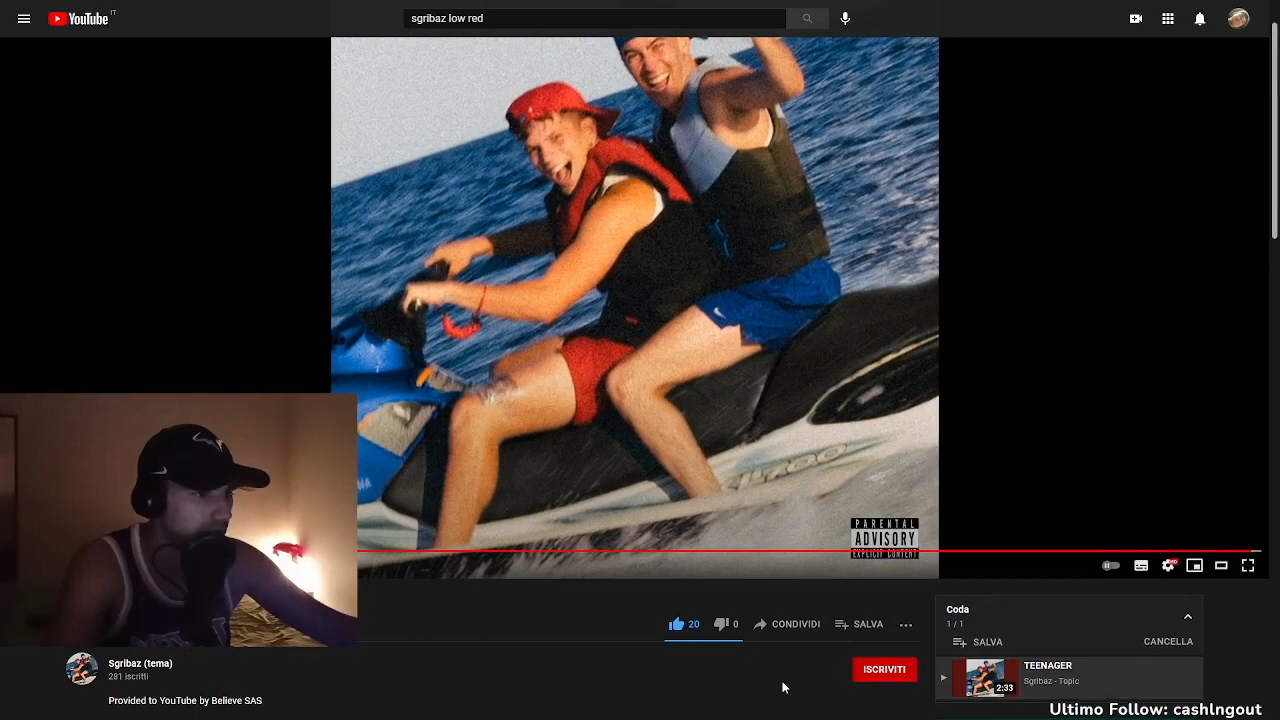 YouTube IT
sgribaz low red
XL700
PARENTAL
ADVISORY
EXPLICIT CONTENT
20
0
CONDIVIDI
SALVA
Coda
1 / 1
SALVA
CANCELLA
TEENAGER
Sgribaz - Topic
2:33
Sgribaz (tema)
281 iscritti
ISCRIVITI
Provided to YouTube by Believe SAS
Ultimo Follow: cashlngout